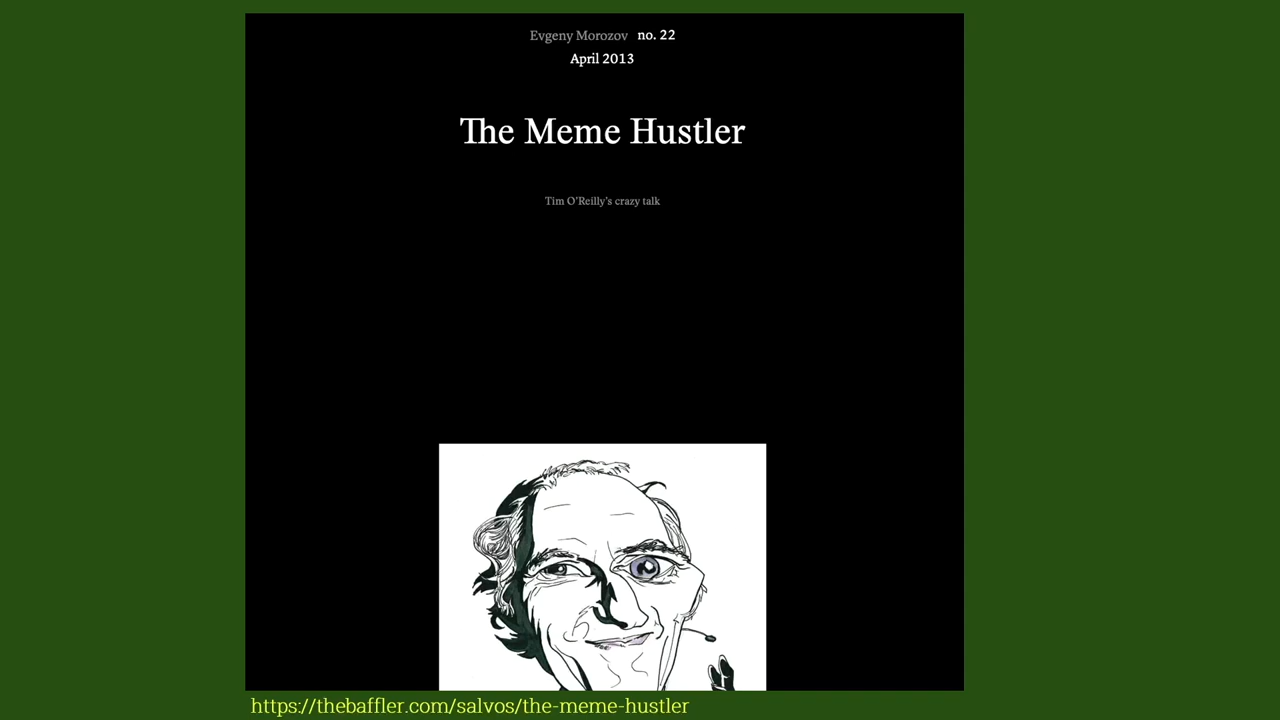 Evgeny Morozov no. 22
April 2013
The Meme Hustler
Tim O’Reilly’s crazy talk
https://thebaffler.com/salvos/the-meme-hustler